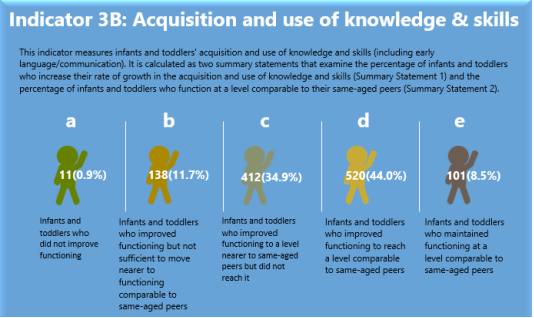 Indicator 3B: Acquisition and use of knowledge & skills
This indicator measures infants and toddlers' acquisition and use of knowledge and skills (including early
language/communication). It is calculated as two summary statements that examine the percentage of infants and toddlers
who increase their rate of growth in the acquisition and use of knowledge and skills (Summary Statement 1) and the
percentage of infants and toddlers who function at a level comparable to their same-aged peers (Summary Statement 2).
a
11(0.9%)
Infants and
toddlers who
did not improve
functioning
b
138(11.7%)
Infants and toddlers
who improved
functioning but not
sufficient to move
nearer to
functioning
comparable to
same-aged peers
c
412(34.9%)
Infants and toddlers
who improved
functioning to a level
nearer to same-aged
peers but did not
reach it
d
520(44.0%)
Infants and toddlers
who improved
functioning to reach
a level comparable
to same-aged peers
e
101(8.5%)
Infants and toddlers
who maintained
functioning at a
level comparable to
same-aged peers